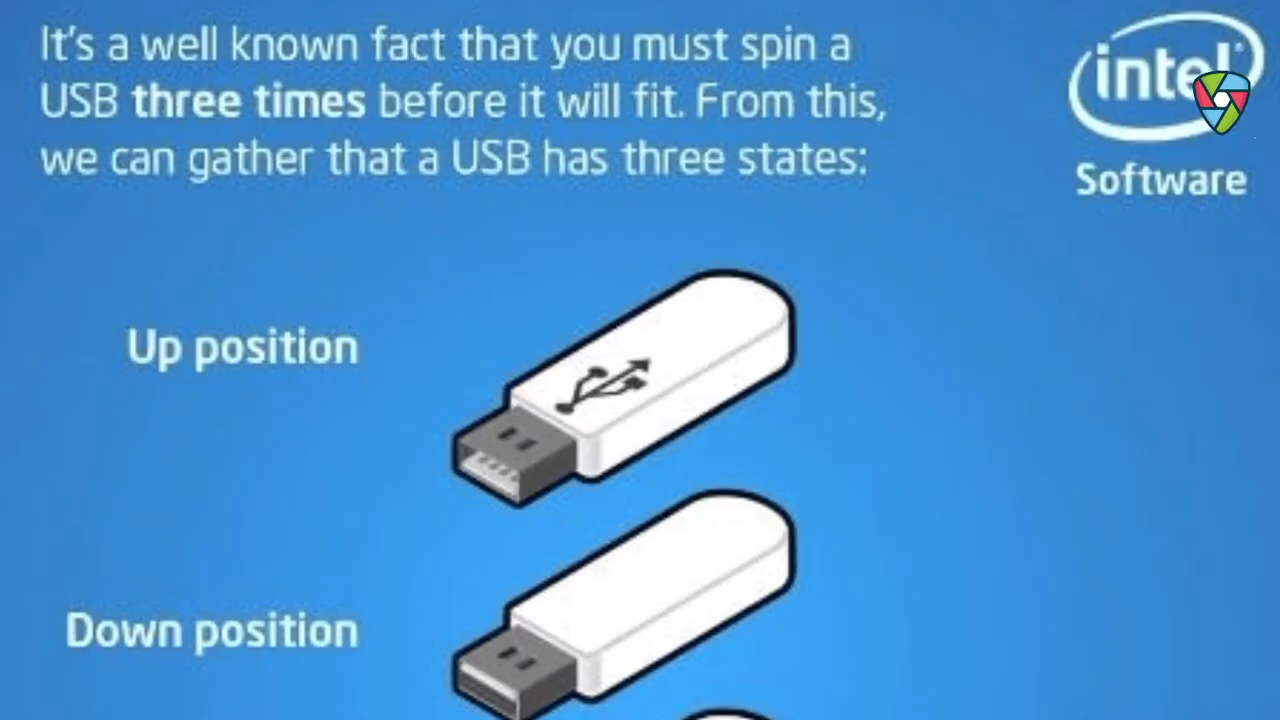 It's a well known fact that you must spin a
USB three times before it will fit. From this,
we can gather that a USB has three states:
intel
Software
Up position
Down position